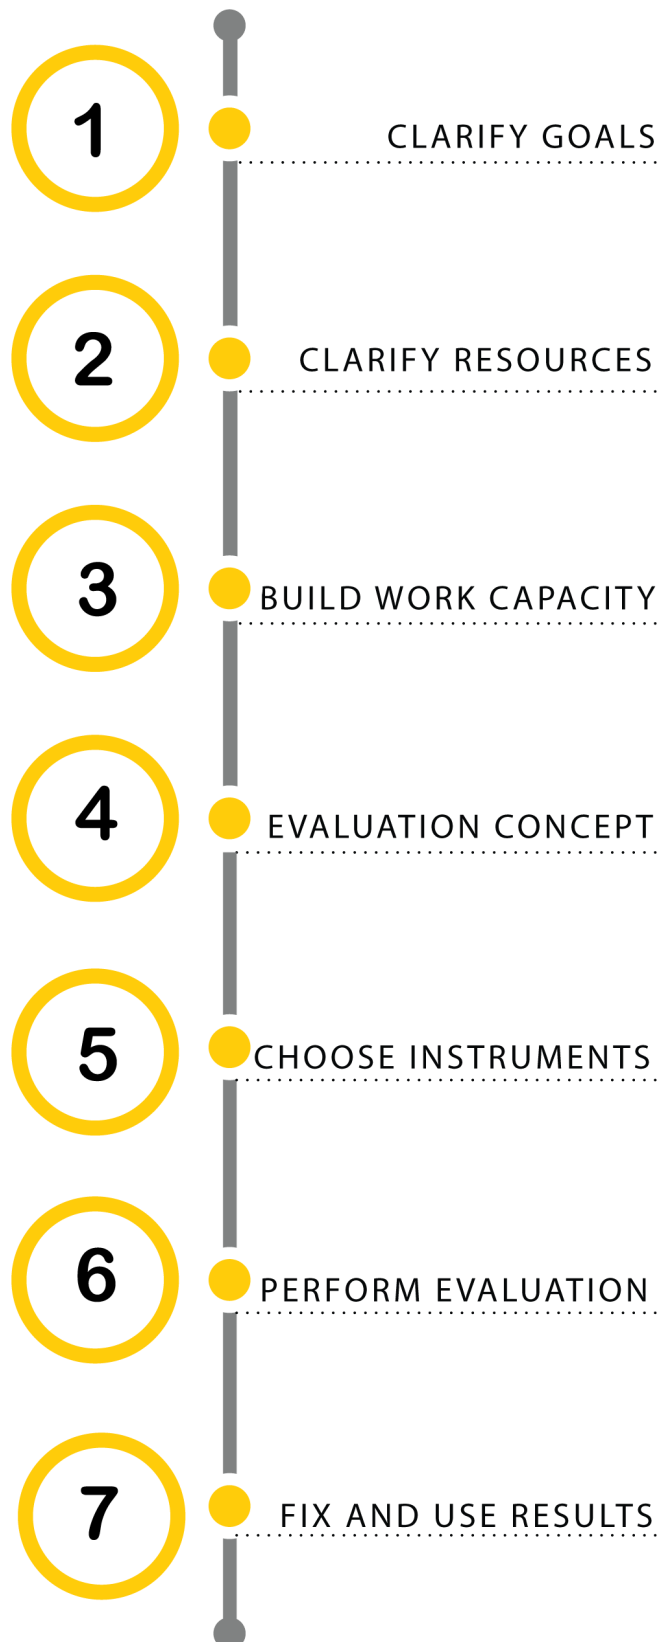 1
CLARIFY GOALS
2
CLARIFY RESOURCES
3
BUILD WORK CAPACITY
4
EVALUATION CONCEPT
5
CHOOSE INSTRUMENTS
6
PERFORM EVALUATION
7
FIX AND USE RESULTS